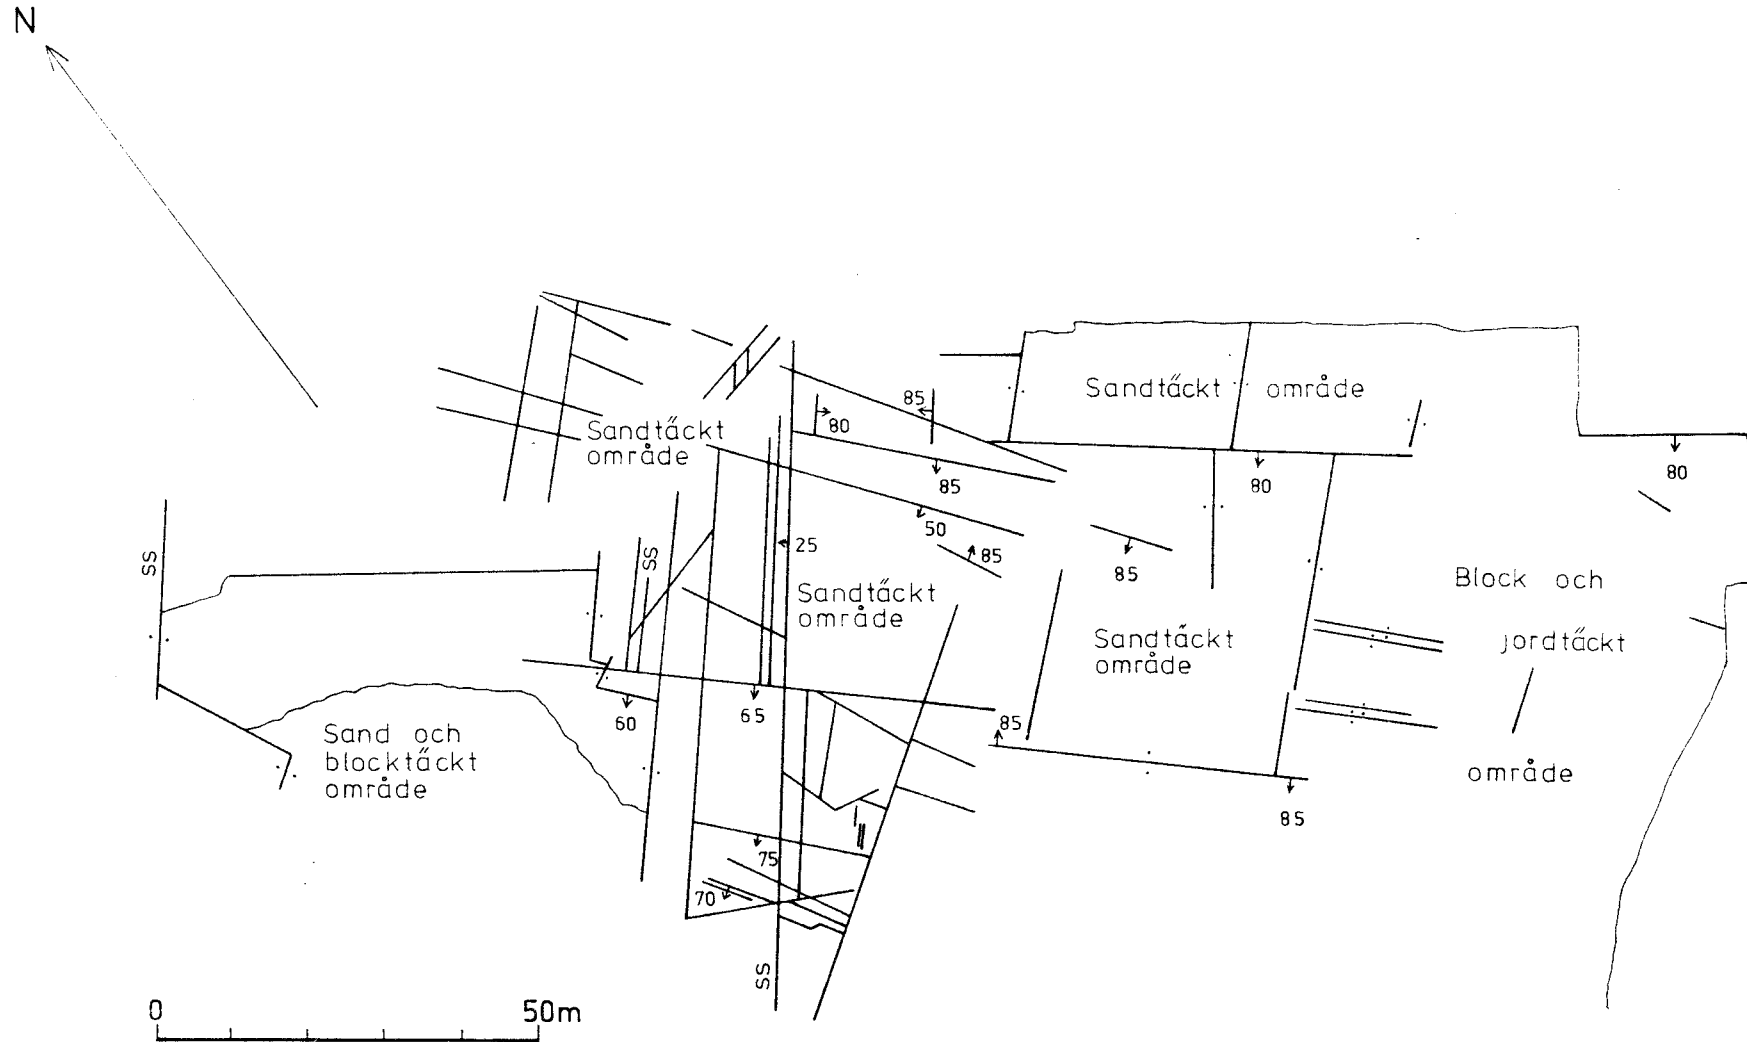 N
Sandtäckt område
85
80
80
80
Sandtäckt
område
85
50
85
25
85
SS
SS
Block och
jordtäckt
område
Sandtäckt
område
Sandtäckt
område
60
65
85
Sand och
blocktäckt
område
85
75
70
SS
0 50m